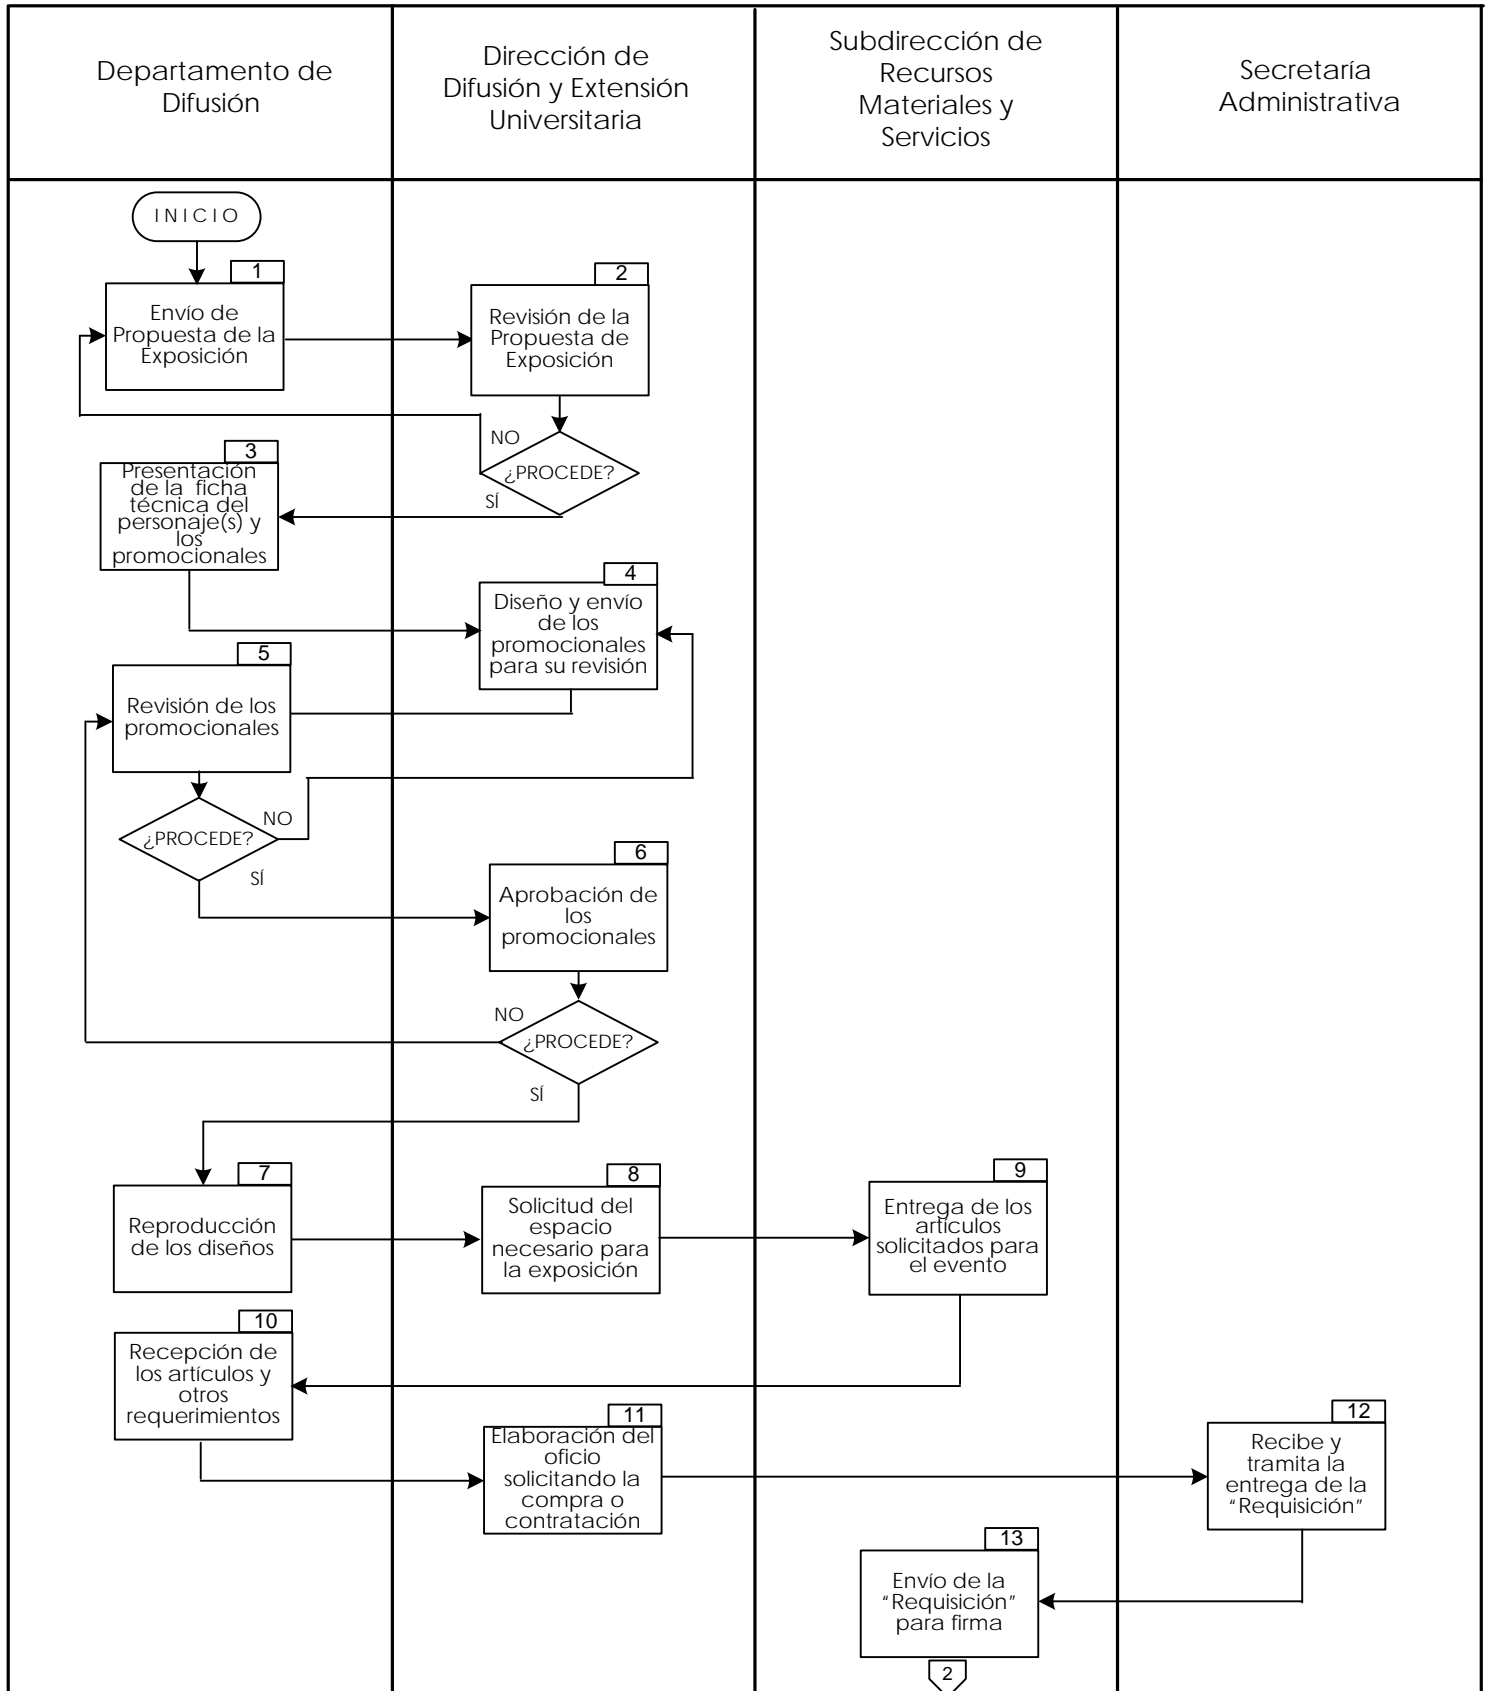 Departamento de
Difusión
Dirección de
Difusión y Extensión
Universitaria
Subdirección de
Recursos
Materiales y
Servicios
Secretaría
Administrativa
INICIO
1
Envío de
Propuesta de la
Exposición
2
Revisión de la
Propuesta de
Exposición
NO
¿PROCEDE?
SÍ
3
Presentación
de la ficha
técnica del
personaje(s) y
los
promocionales
4
Diseño y envío
de los
promocionales
para su revisión
5
Revisión de los
promocionales
NO
¿PROCEDE?
SÍ
6
Aprobación de
los
promocionales
NO
¿PROCEDE?
SÍ
7
Reproducción
de los diseños
8
Solicitud del
espacio
necesario para
la exposición
9
Entrega de los
artículos
solicitados para
el evento
10
Recepción de
los artículos y
otros
requerimientos
11
Elaboración del
oficio
solicitando la
compra o
contratación
12
Recibe y
tramita la
entrega de la
“Requisición”
13
Envío de la
“Requisición”
para firma
2